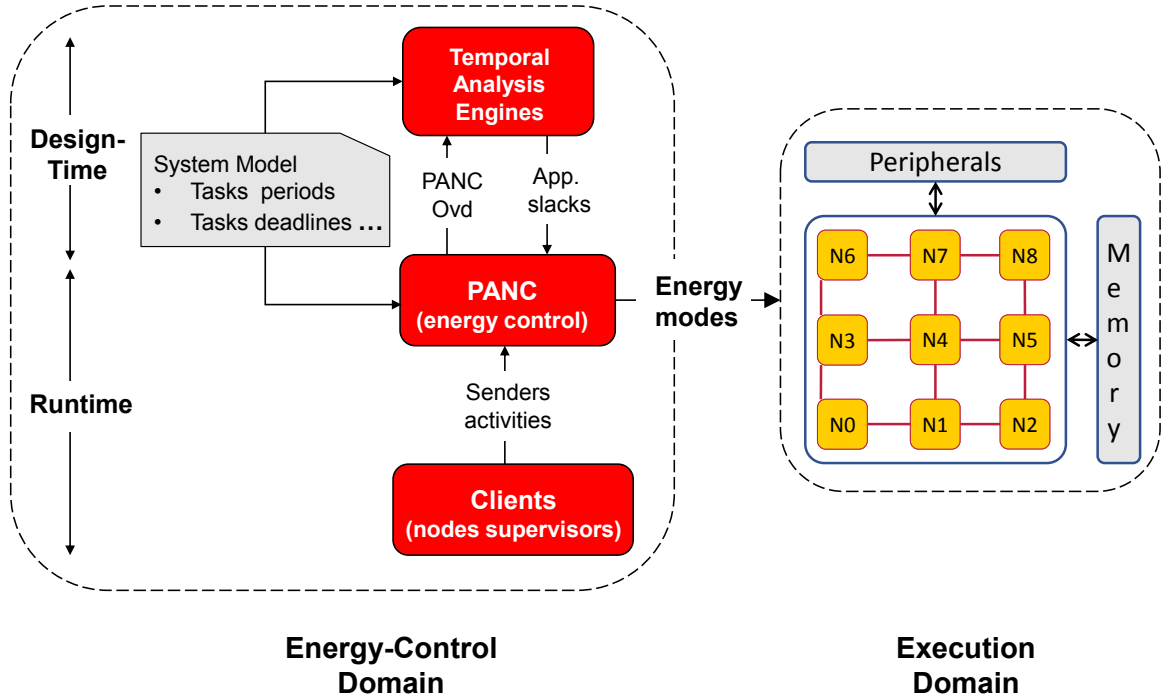 Temporal
Analysis
Engines
Design-
Time
System Model
• Tasks periods
• Tasks deadlines ...
PANC
Ovd
App.
slacks
PANC
(energy control)
Energy
modes
Runtime
Senders
activities
Clients
(nodes supervisors)
Energy-Control
Domain
Peripherals
N6 N7 N8
N3 N4 N5
N0 N1 N2
Memory
Execution
Domain